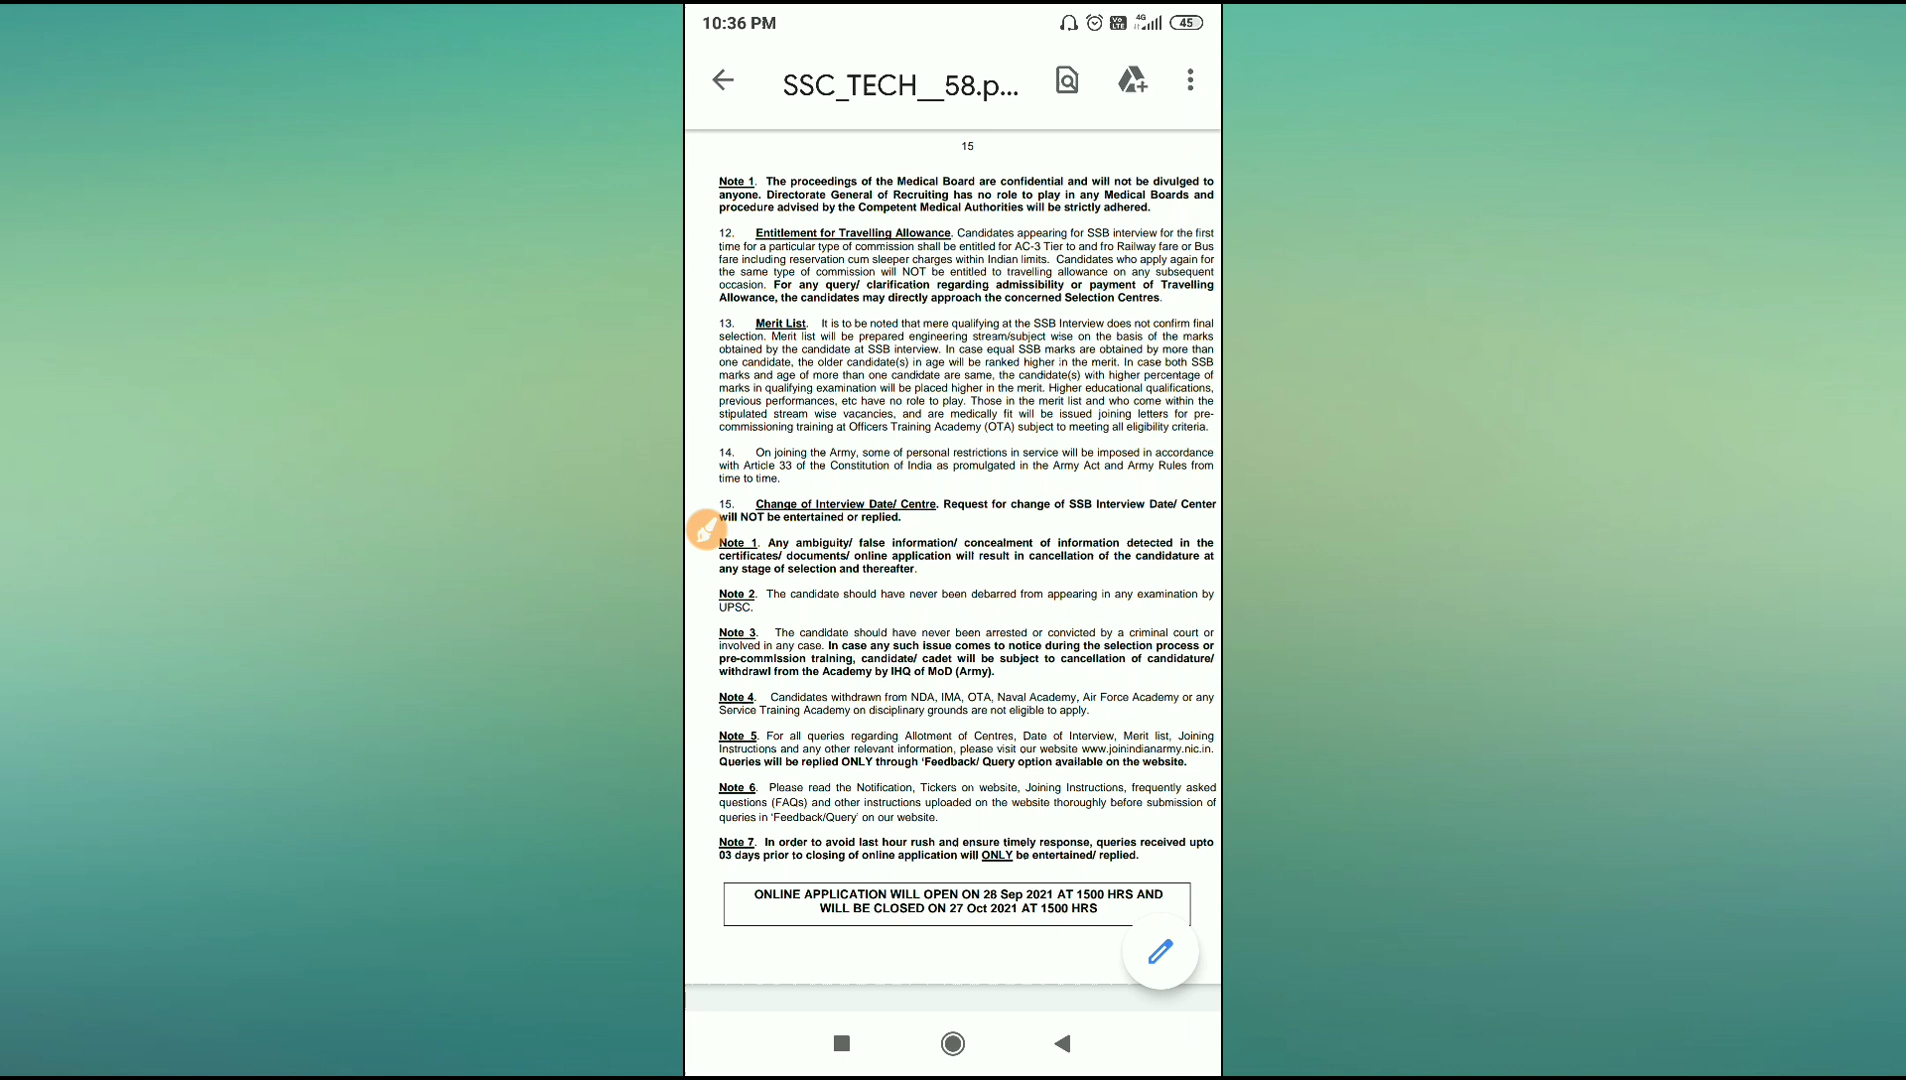 10:36 PM
4G
Vo
LTE
45
SSC_TECH__58.p...
15
Note 1. The proceedings of the Medical Board are confidential and will not be divulged to
anyone. Directorate General of Recruiting has no role to play in any Medical Boards and
procedure advised by the Competent Medical Authorities will be strictly adhered.
12. Entitlement for Travelling Allowance. Candidates appearing for SSB interview for the first
time for a particular type of commission shall be entitled for AC-3 Tier to and fro Railway fare or Bus
fare including reservation cum sleeper charges within Indian limits. Candidates who apply again for
the same type of commission will NOT be entitled to travelling allowance on any subsequent
occasion. For any query/ clarification regarding admissibility or payment of Travelling
Allowance, the candidates may directly approach the concerned Selection Centres.
13. Merit List. It is to be noted that mere qualifying at the SSB Interview does not confirm final
selection. Merit list will be prepared engineering stream/subject wise on the basis of the marks
obtained by the candidate at SSB interview. In case equal SSB marks are obtained by more than
one candidate, the older candidate(s) in age will be ranked higher in the merit. In case both SSB
marks and age of more than one candidate are same, the candidate(s) with higher percentage of
marks in qualifying examination will be placed higher in the merit. Higher educational qualifications,
previous performances, etc have no role to play. Those in the merit list and who come within the
stipulated stream wise vacancies, and are medically fit will be issued joining letters for pre-
commissioning training at Officers Training Academy (OTA) subject to meeting all eligibility criteria.
14. On joining the Army, some of personal restrictions in service will be imposed in accordance
with Article 33 of the Constitution of India as promulgated in the Army Act and Army Rules from
time to time.
15. Change of Interview Date/ Centre. Request for change of SSB Interview Date/ Center
will NOT be entertained or replied.
Note 1. Any ambiguity/ false information/ concealment of information detected in the
certificates/ documents/ online application will result in cancellation of the candidature at
any stage of selection and thereafter.
Note 2. The candidate should have never been debarred from appearing in any examination by
UPSC.
Note 3. The candidate should have never been arrested or convicted by a criminal court or
involved in any case. In case any such issue comes to notice during the selection process or
pre-commission training, candidate/ cadet will be subject to cancellation of candidature/
withdrawl from the Academy by IHQ of MoD (Army).
Note 4. Candidates withdrawn from NDA, IMA, OTA, Naval Academy, Air Force Academy or any
Service Training Academy on disciplinary grounds are not eligible to apply.
Note 5. For all queries regarding Allotment of Centres, Date of Interview, Merit list, Joining
Instructions and any other relevant information, please visit our website www.joinindianarmy.nic.in.
Queries will be replied ONLY through 'Feedback/ Query option available on the website.
Note 6. Please read the Notification, Tickers on website, Joining Instructions, frequently asked
questions (FAQs) and other instructions uploaded on the website thoroughly before submission of
queries in 'Feedback/Query' on our website.
Note 7. In order to avoid last hour rush and ensure timely response, queries received upto
03 days prior to closing of online application will ONLY be entertained/ replied.
ONLINE APPLICATION WILL OPEN ON 28 Sep 2021 AT 1500 HRS AND
WILL BE CLOSED ON 27 Oct 2021 AT 1500 HRS